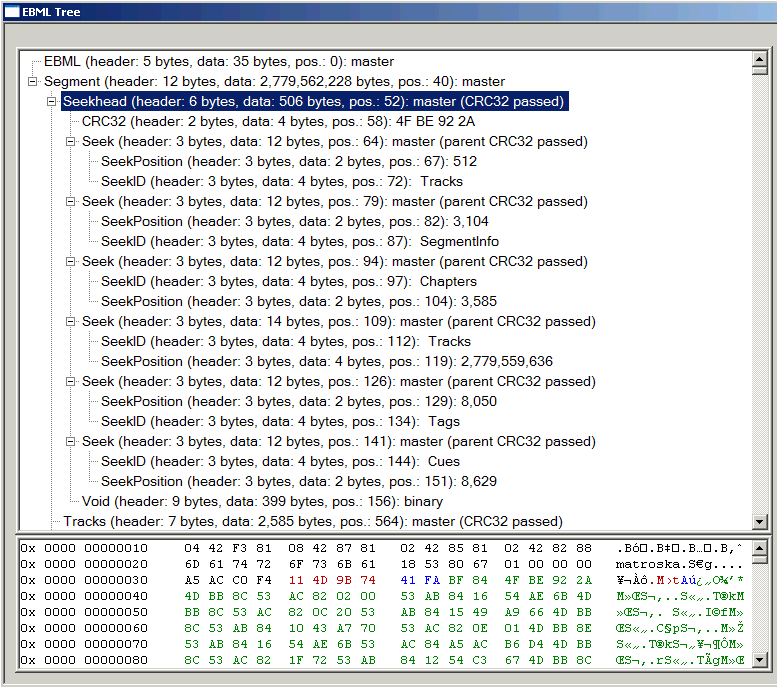 EBML Tree
EBML (header: 5 bytes, data: 35 bytes, pos.: 0): master
Segment (header: 12 bytes, data: 2,779,562,228 bytes, pos.: 40): master
Seekhead (header: 6 bytes, data: 506 bytes, pos.: 52): master (CRC32 passed)
CRC32 (header: 2 bytes, data: 4 bytes, pos.: 58): 4F BE 92 2A
Seek (header: 3 bytes, data: 12 bytes, pos.: 64): master (parent CRC32 passed)
SeekPosition (header: 3 bytes, data: 2 bytes, pos.: 67): 512
SeekID (header: 3 bytes, data: 4 bytes, pos.: 72): Tracks
Seek (header: 3 bytes, data: 12 bytes, pos.: 79): master (parent CRC32 passed)
SeekPosition (header: 3 bytes, data: 2 bytes, pos.: 82): 3,104
SeekID (header: 3 bytes, data: 4 bytes, pos.: 87): SegmentInfo
Seek (header: 3 bytes, data: 12 bytes, pos.: 94): master (parent CRC32 passed)
SeekID (header: 3 bytes, data: 4 bytes, pos.: 97): Chapters
SeekPosition (header: 3 bytes, data: 2 bytes, pos.: 104): 3,585
Seek (header: 3 bytes, data: 14 bytes, pos.: 109): master (parent CRC32 passed)
SeekID (header: 3 bytes, data: 4 bytes, pos.: 112): Tracks
SeekPosition (header: 3 bytes, data: 4 bytes, pos.: 119): 2,779,559,636
Seek (header: 3 bytes, data: 12 bytes, pos.: 126): master (parent CRC32 passed)
SeekPosition (header: 3 bytes, data: 2 bytes, pos.: 129): 8,050
SeekID (header: 3 bytes, data: 4 bytes, pos.: 134): Tags
Seek (header: 3 bytes, data: 12 bytes, pos.: 141): master (parent CRC32 passed)
SeekID (header: 3 bytes, data: 4 bytes, pos.: 144): Cues
SeekPosition (header: 3 bytes, data: 2 bytes, pos.: 151): 8,629
Void (header: 9 bytes, data: 399 bytes, pos.: 156): binary
Tracks (header: 7 bytes, data: 2,585 bytes, pos.: 564): master (CRC32 passed)
0x 0000 00000010 04 42 F3 81 08 42 87 81 02 42 85 81 02 42 82 88 .Bó□.B‡□.B…□.B‚ˆ
0x 0000 00000020 6D 61 74 72 6F 73 6B 61 18 53 80 67 01 00 00 00 matroska.S€g....
0x 0000 00000030 A5 AC C0 F4 11 4D 9B 74 41 FA BF 84 4F BE 92 2A ¥¬Àô.M›tAú¿„O¾’*
0x 0000 00000040 4D BB 8C 53 AC 82 02 00 53 AB 84 16 54 AE 6B 4D M»ŒS¬‚..S«„.T®kM
0x 0000 00000050 BB 8C 53 AC 82 0C 20 53 AB 84 15 49 A9 66 4D BB »ŒS¬‚. S«„.I©fM»
0x 0000 00000060 8C 53 AB 84 10 43 A7 70 53 AC 82 0E 01 4D BB 8E ŒS«„.C§pS¬‚..M»Ž
0x 0000 00000070 53 AB 84 16 54 AE 6B 53 AC 84 A5 AC B6 D4 4D BB S«„.T®kS¬„¥¬¶ÔM»
0x 0000 00000080 8C 53 AC 82 1F 72 53 AB 84 12 54 C3 67 4D BB 8C ŒS¬‚.rS«„.TÃgM»Œ